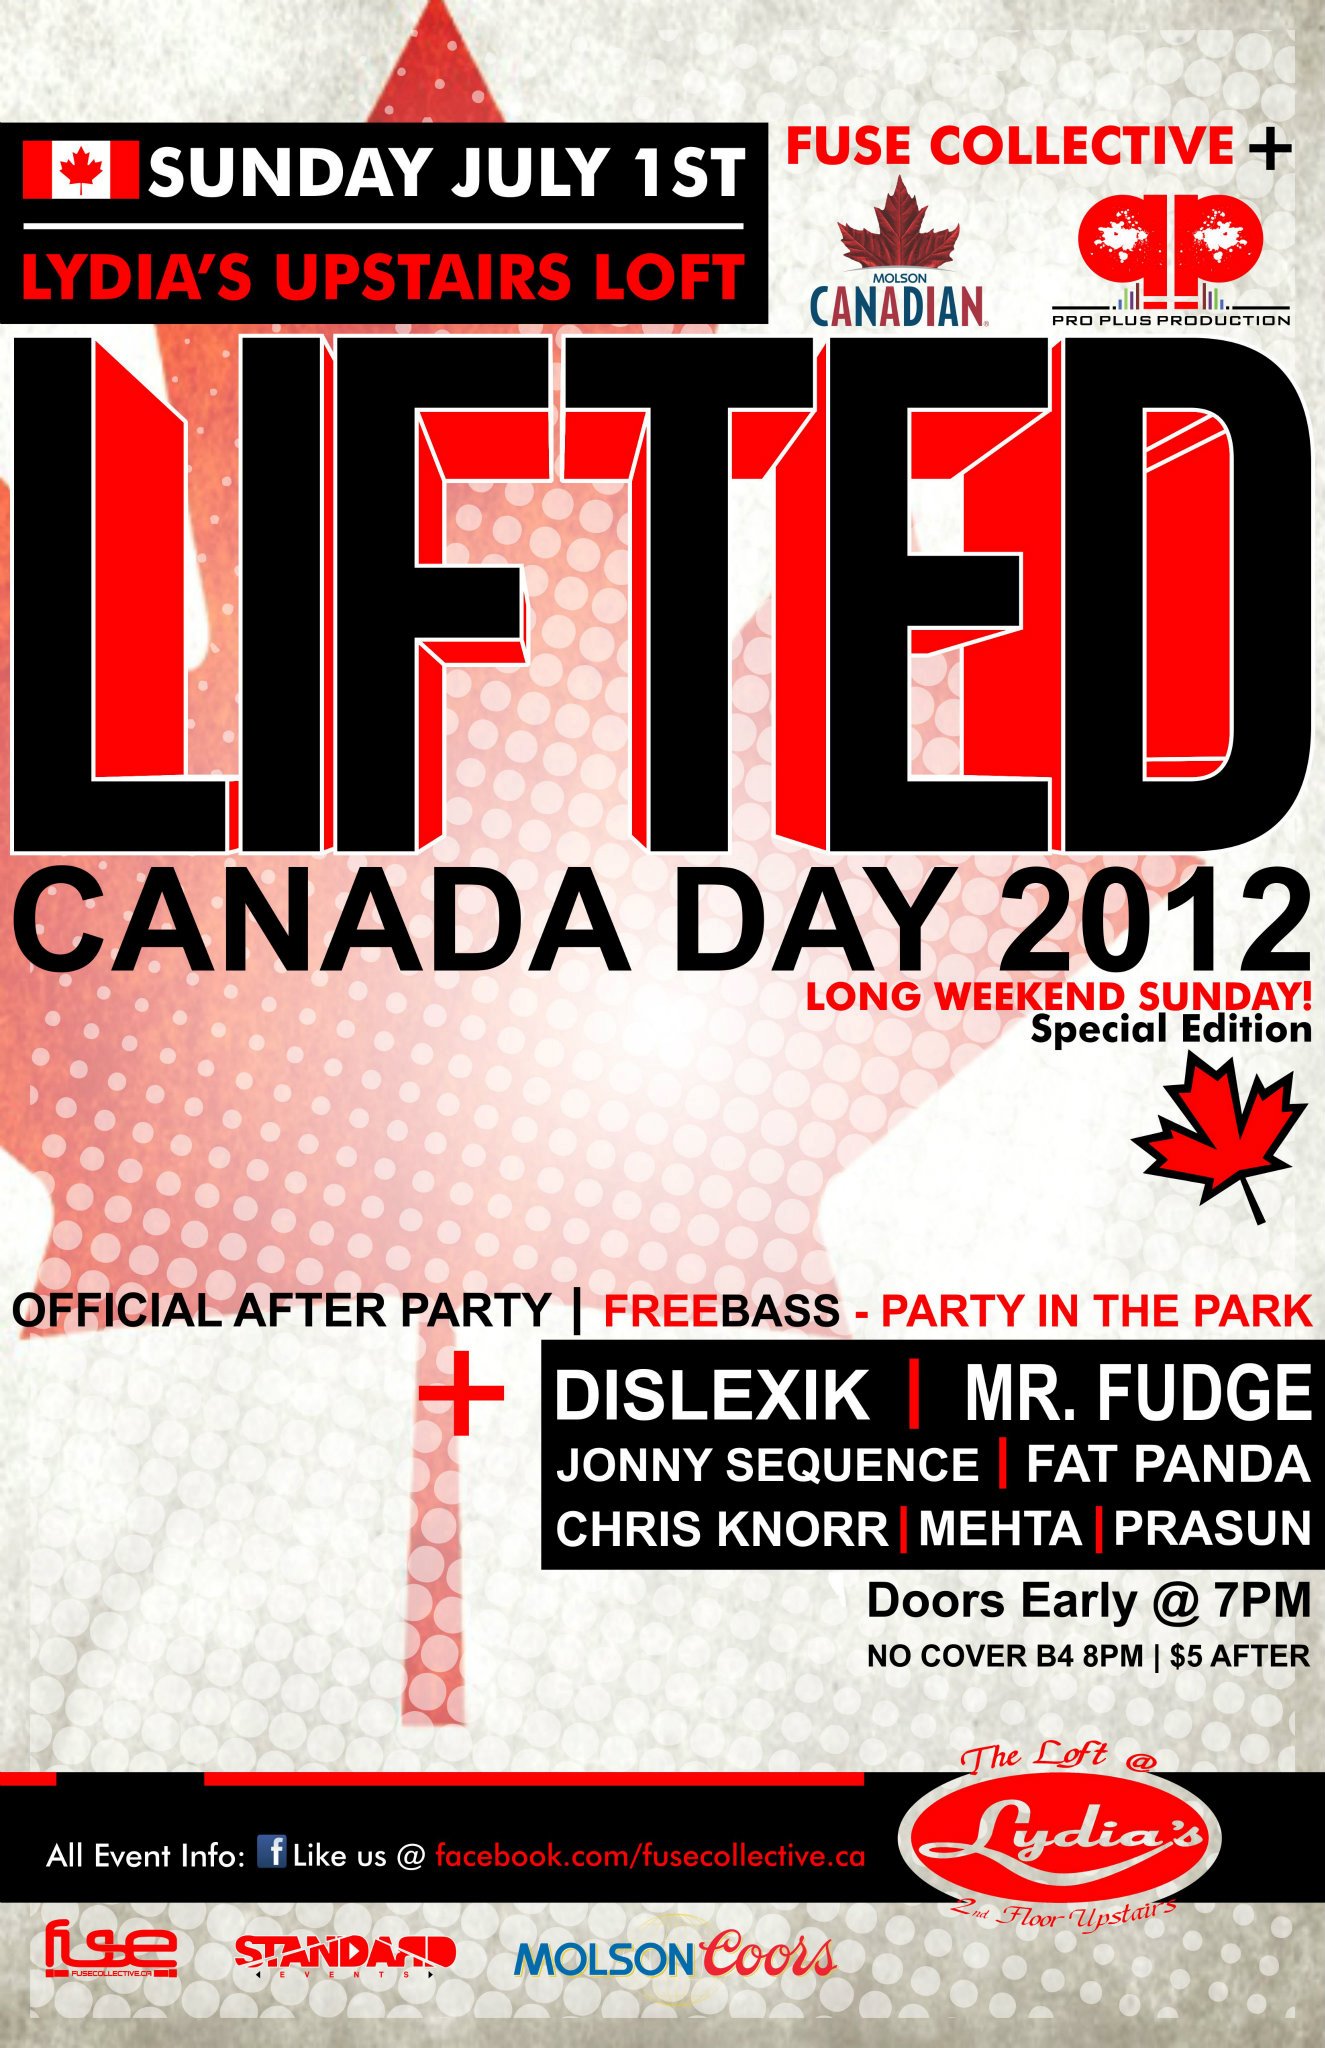 SUNDAY JULY 1ST
LYDIA'S UPSTAIRS LOFT
FUSE COLLECTIVE +
MOLSON
CANADIAN
PRO PLUS PRODUCTION
LIFTED
CANADA DAY 2012
LONG WEEKEND SUNDAY!
Special Edition
OFFICIAL AFTER PARTY | FREEBASS - PARTY IN THE PARK
+
DISLEXIK | MR. FUDGE
JONNY SEQUENCE | FAT PANDA
CHRIS KNORR | MEHTA | PRASUN
Doors Early @ 7PM
NO COVER B4 8PM | $5 AFTER
The Loft @
Lydia's
2nd Floor Upstairs
All Event Info: f Like us @ facebook.com/fusecollective.ca
fuse
FUSECOLLECTIVE.CA
STANDARD
EVENTS
MOLSON Coors